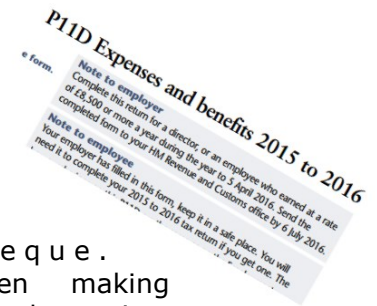 P11D Expenses and benefits 2015 to 2016
e form.
Note to employer
Complete this return for a director, or an employee who earned at a rate
of £8,500 or more a year during the year to 5 April 2016. Send the
completed form to your HM Revenue and Customs office by 6 July 2016.
Note to employee
Your employer has filled in this form, keep it in a safe place. You will
need it to complete your 2015 to 2016 tax return if you get one. The
eque.
en making